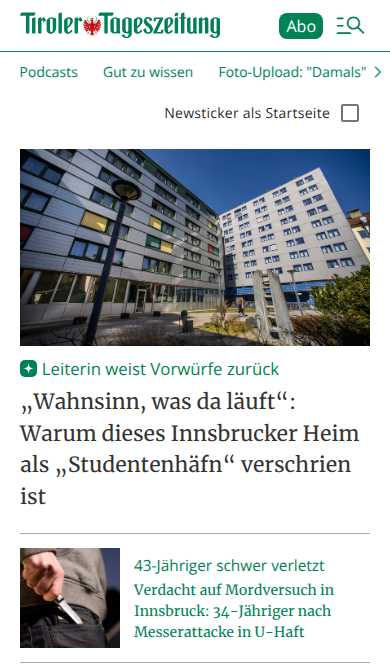 Tiroler Tageszeitung
Abo
Podcasts Gut zu wissen Foto-Upload: "Damals"
Newsticker als Startseite
Leiterin weist Vorwürfe zurück
„Wahnsinn, was da läuft“:
Warum dieses Innsbrucker Heim
als „Studentenhäfn“ verschrien
ist
43-Jähriger schwer verletzt
Verdacht auf Mordversuch in
Innsbruck: 34-Jähriger nach
Messerattacke in U-Haft